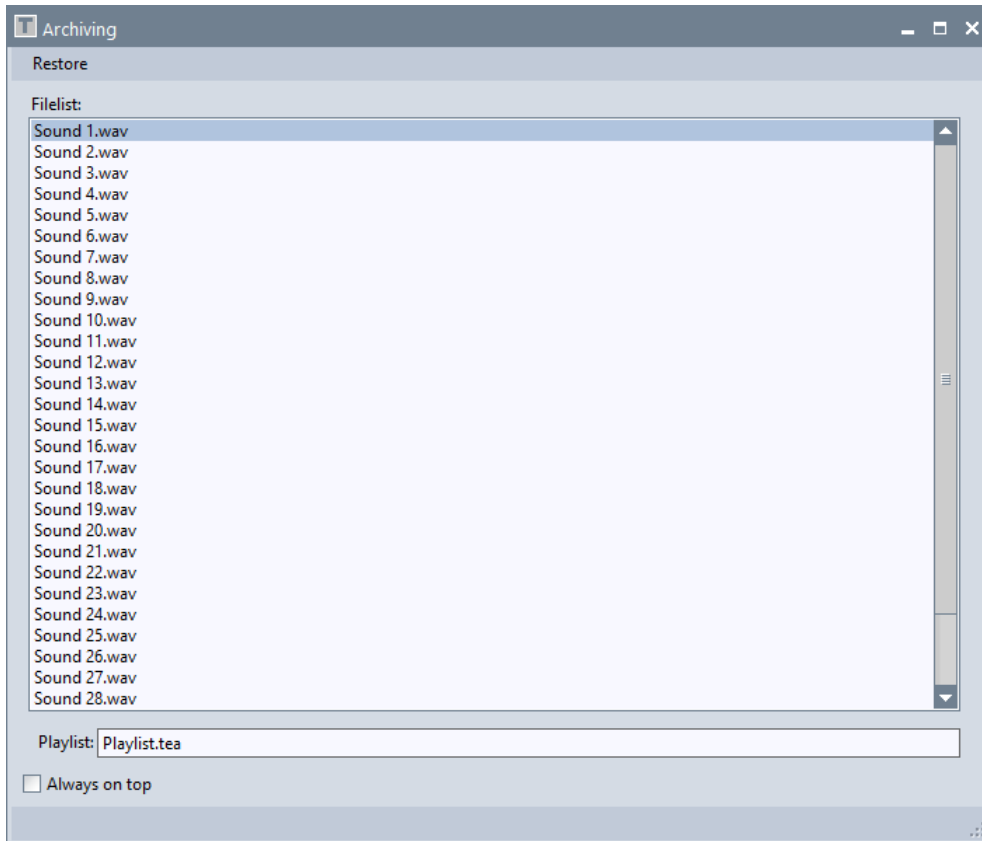 T Archiving
Restore
Filelist:
Sound 1.wav
Sound 2.wav
Sound 3.wav
Sound 4.wav
Sound 5.wav
Sound 6.wav
Sound 7.wav
Sound 8.wav
Sound 9.wav
Sound 10.wav
Sound 11.wav
Sound 12.wav
Sound 13.wav
Sound 14.wav
Sound 15.wav
Sound 16.wav
Sound 17.wav
Sound 18.wav
Sound 19.wav
Sound 20.wav
Sound 21.wav
Sound 22.wav
Sound 23.wav
Sound 24.wav
Sound 25.wav
Sound 26.wav
Sound 27.wav
Sound 28.wav
Playlist: Playlist.tea
Always on top